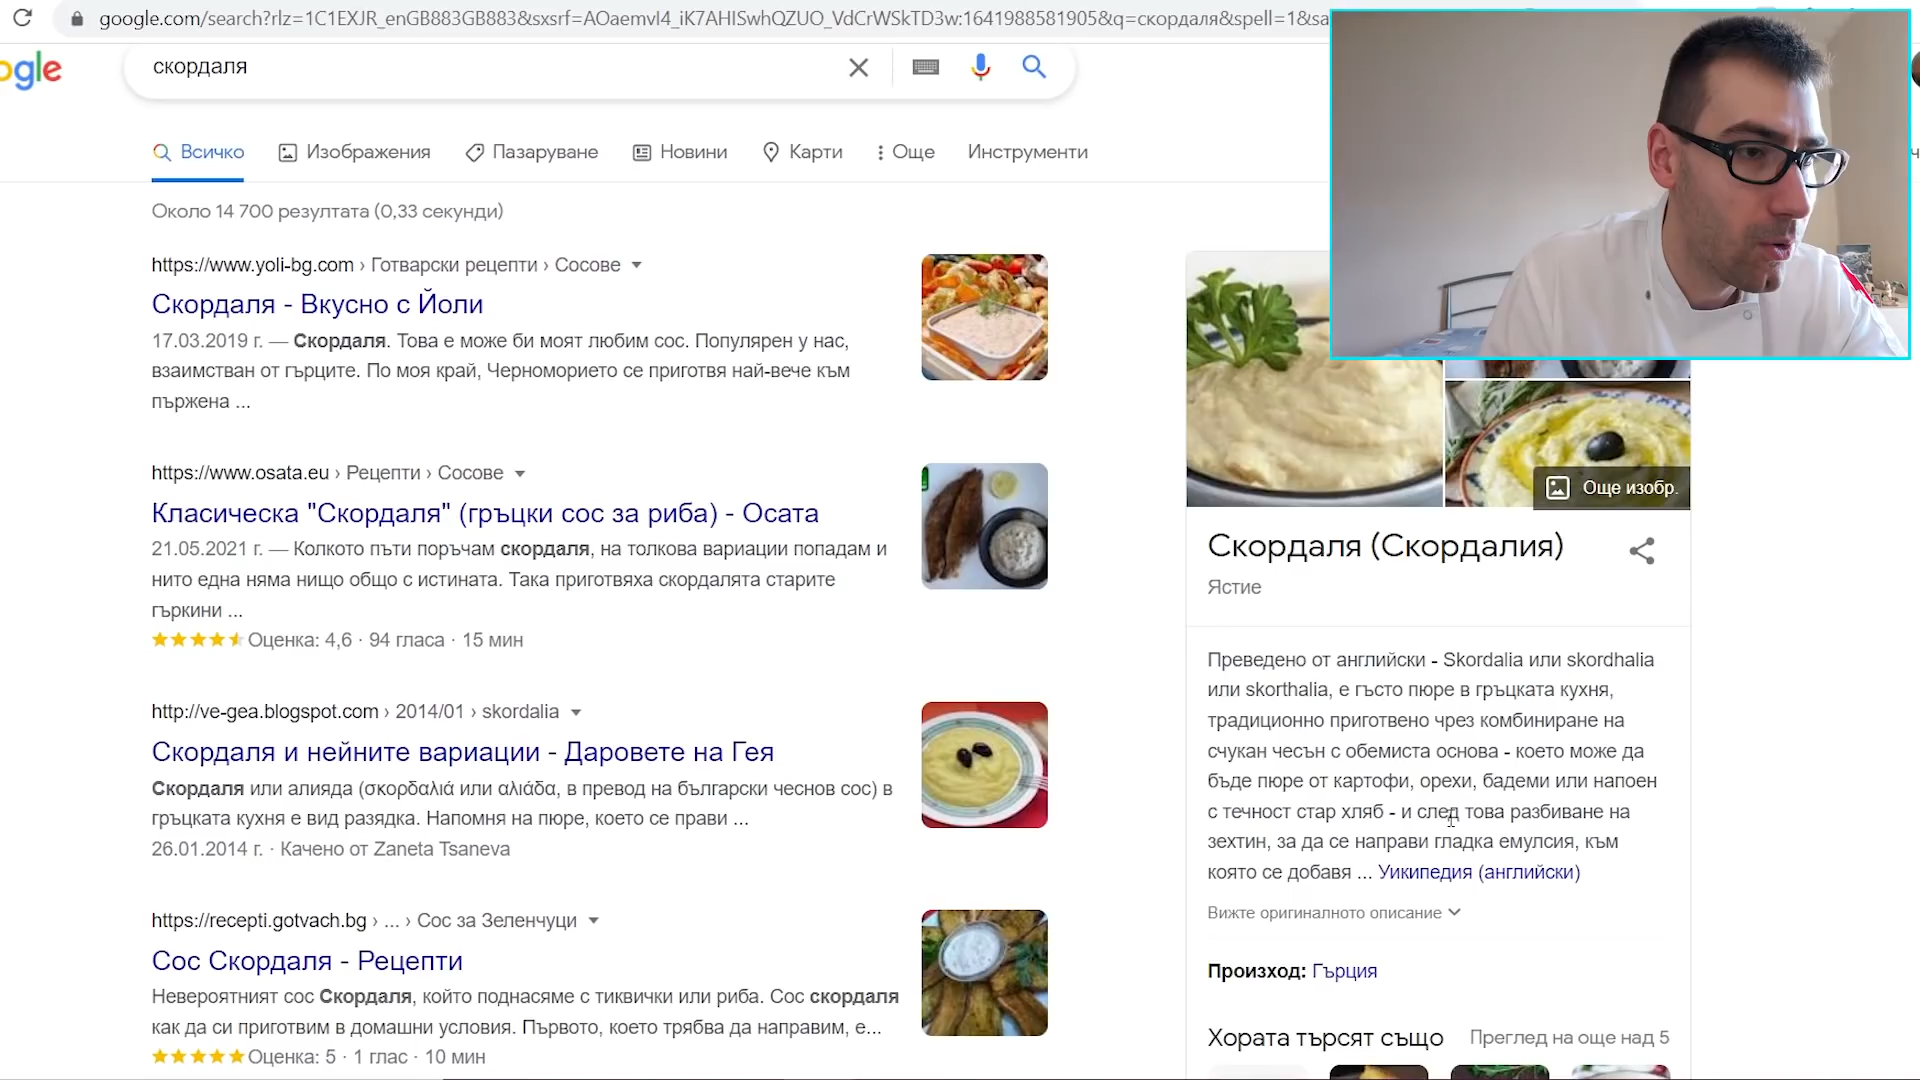 google.com/search?rlz=1C1EXJR_enGB883GB883&sxsrf=AOaemvI4_iK7AHISwhQZUO_VdCrWSkTD3w:1641988581905&q=скордаля&spell=1&sa
ogle
скордаля
Всичко
Изображения
Пазаруване
Новини
Карти
Още
Инструменти
Около 14 700 резултата (0,33 секунди)
https://www.yoli-bg.com › Готварски рецепти › Сосове
Скордаля - Вкусно с Йоли
17.03.2019 г. — Скордаля. Това е може би моят любим сос. Популярен у нас,
взаимстван от гърците. По моя край, Черноморието се приготвя най-вече към
пържена ...
https://www.osata.eu › Рецепти › Сосове
Класическа "Скордаля" (гръцки сос за риба) - Осата
21.05.2021 г. — Колкото пъти поръчам скордаля, на толкова вариации попадам и
нито една няма нищо общо с истината. Така приготвяха скордалята старите
гъркини ...
Оценка: 4,6 · 94 гласа · 15 мин
http://ve-gea.blogspot.com › 2014/01 › skordalia
Скордаля и нейните вариации - Даровете на Гея
Скордаля или алияда (σκορδαλιά или αλιάδα, в превод на български чеснов сос) в
гръцката кухня е вид разядка. Напомня на пюре, което се прави ...
26.01.2014 г. · Качено от Zaneta Tsaneva
https://recepti.gotvach.bg › ... › Сос за Зеленчуци
Сос Скордаля - Рецепти
Невероятният сос Скордаля, който поднасяме с тиквички или риба. Сос скордаля
как да си приготвим в домашни условия. Първото, което трябва да направим, е...
Оценка: 5 · 1 глас · 10 мин
Още изобр.
Скордаля (Скордалия)
Ястие
Преведено от английски - Skordalia или skordhalia
или skorthalia, е гъсто пюре в гръцката кухня,
традиционно приготвено чрез комбиниране на
счукан чесън с обемиста основа - което може да
бъде пюре от картофи, орехи, бадеми или напоен
с течност стар хляб - и след това разбиване на
зехтин, за да се направи гладка емулсия, към
която се добавя ... Уикипедия (английски)
Вижте оригиналното описание
Произход: Гърция
Хората търсят също
Преглед на още над 5